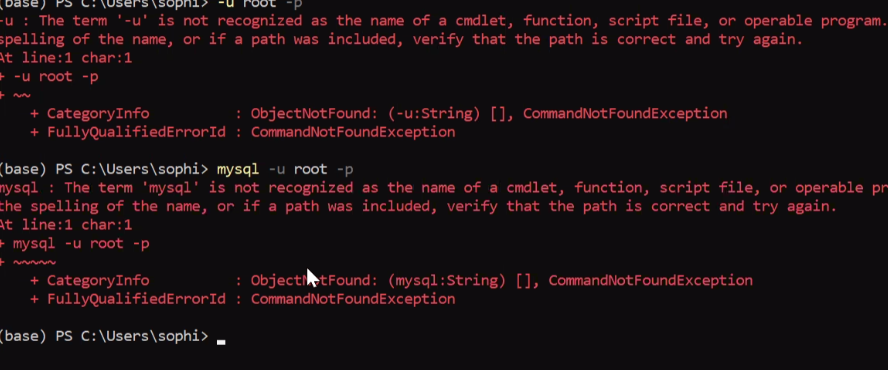 (base) PS C:\Users\sophi> -u root -p
-u : The term '-u' is not recognized as the name of a cmdlet, function, script file, or operable program.
spelling of the name, or if a path was included, verify that the path is correct and try again.
At line:1 char:1
+ -u root -p
+ ~~
+ CategoryInfo : ObjectNotFound: (-u:String) [], CommandNotFoundException
+ FullyQualifiedErrorId : CommandNotFoundException
(base) PS C:\Users\sophi> mysql -u root -p
mysql : The term 'mysql' is not recognized as the name of a cmdlet, function, script file, or operable pr
the spelling of the name, or if a path was included, verify that the path is correct and try again.
At line:1 char:1
+ mysql -u root -p
+ ~~~~~
+ CategoryInfo : ObjectNotFound: (mysql:String) [], CommandNotFoundException
+ FullyQualifiedErrorId : CommandNotFoundException
(base) PS C:\Users\sophi>